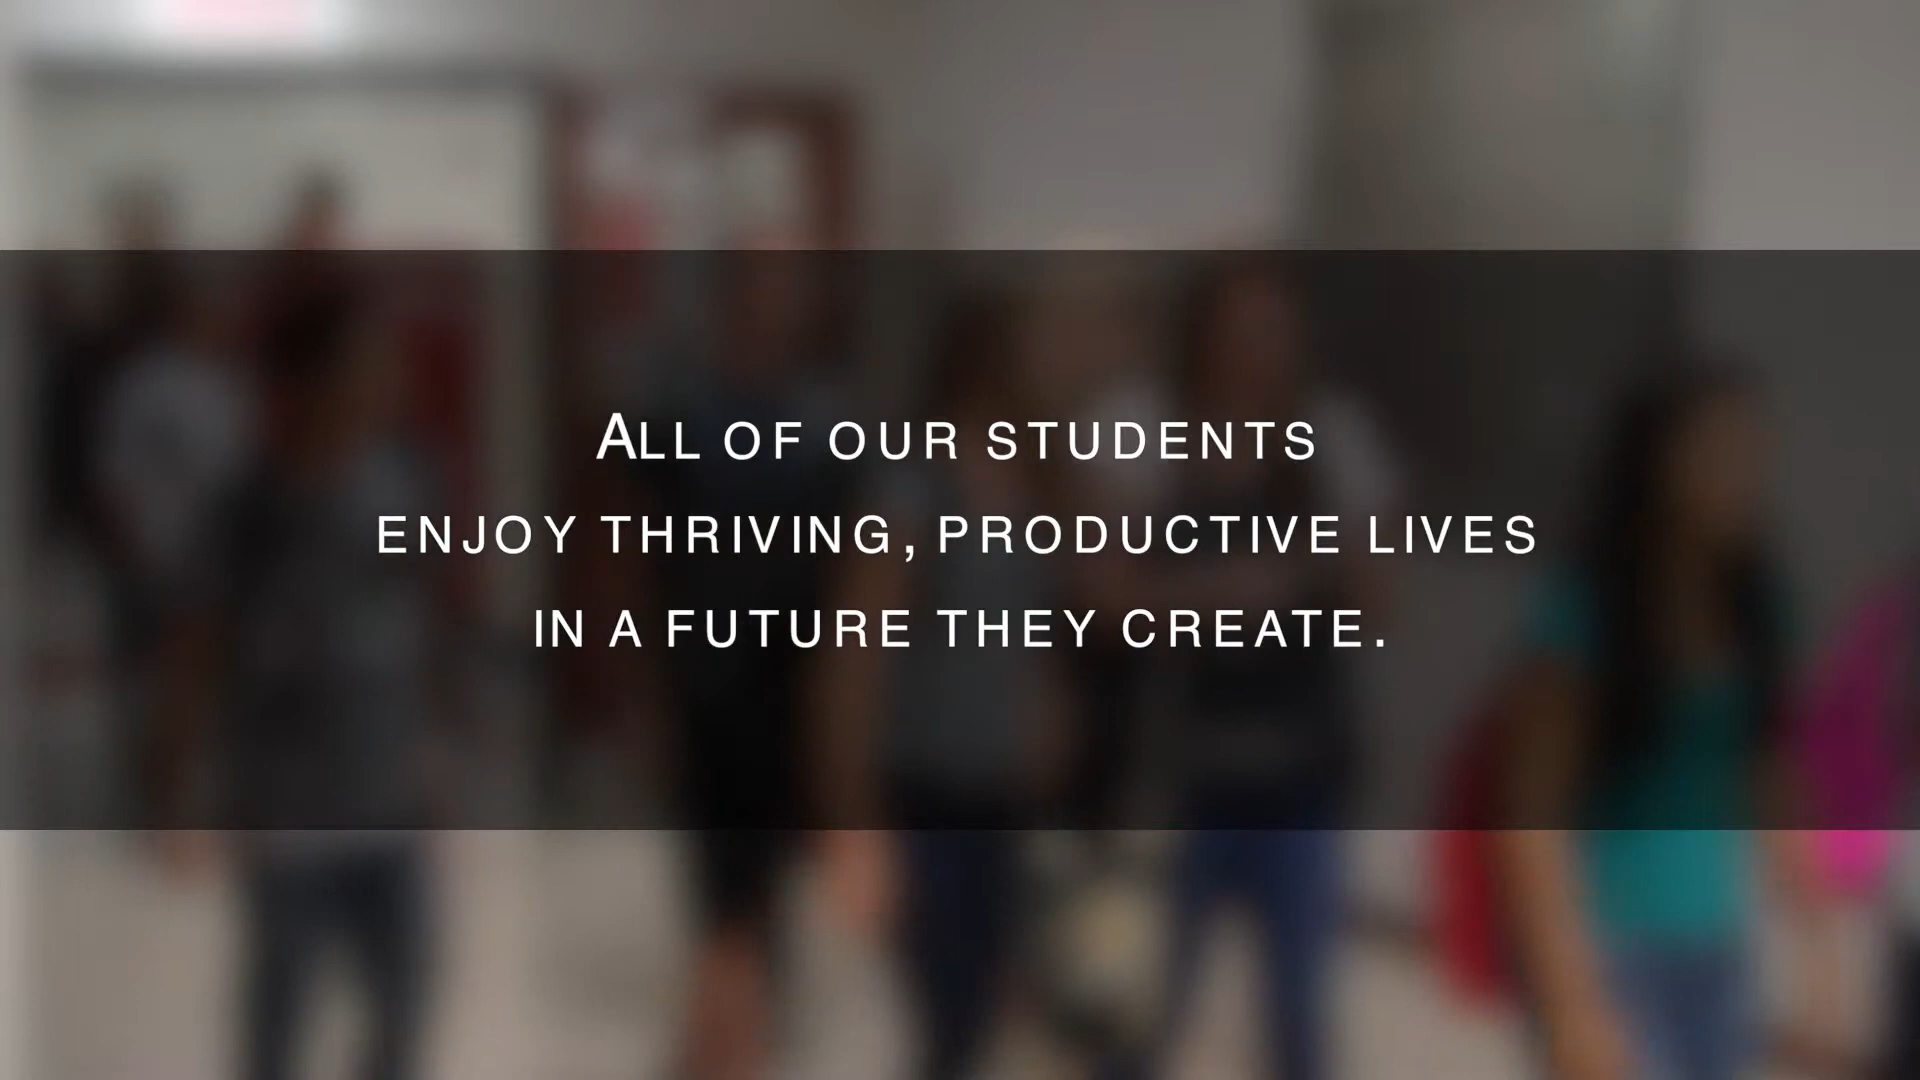 ALL OF OUR STUDENTS
ENJOY THRIVING, PRODUCTIVE LIVES
IN A FUTURE THEY CREATE.